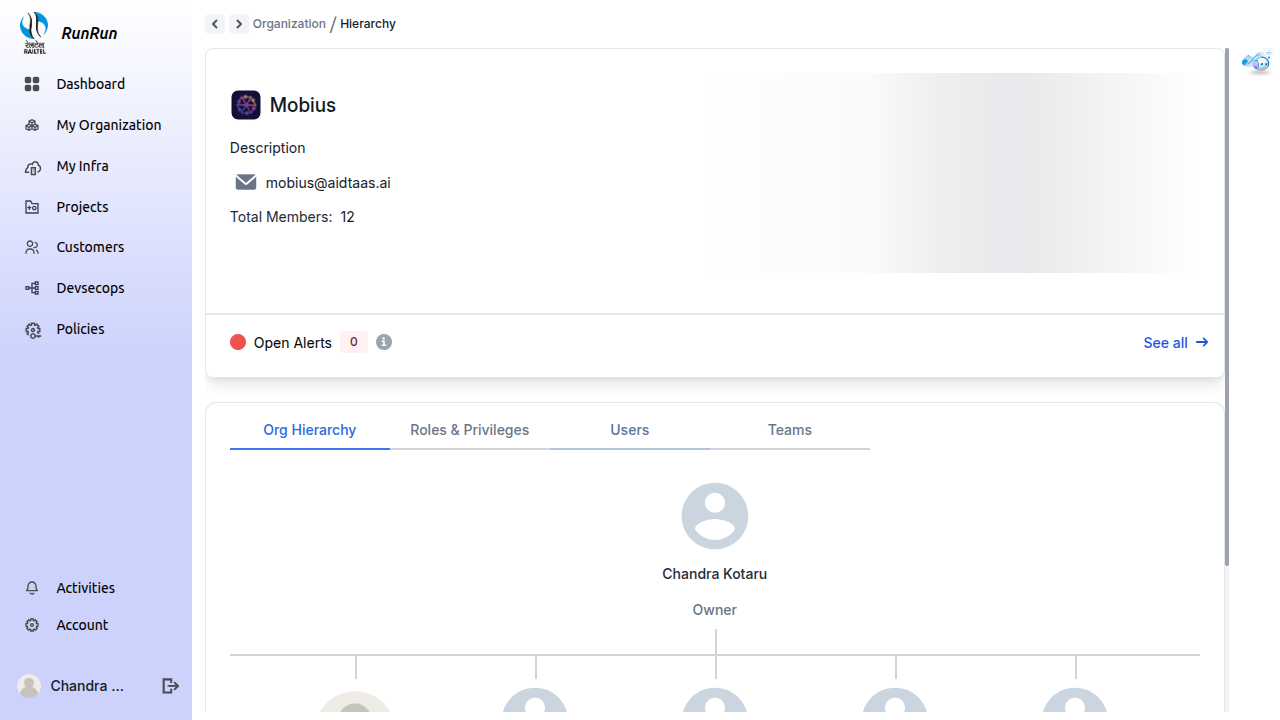 रेलटेल
RAILTEL
RunRun
Dashboard
My Organization
My Infra
Projects
Customers
Devsecops
Policies
Activities
Account
Chandra ...
Organization / Hierarchy
Mobius
Description
mobius@aidtaas.ai
Total Members: 12
Open Alerts 0
See all
Org Hierarchy
Roles & Privileges
Users
Teams
Chandra Kotaru
Owner